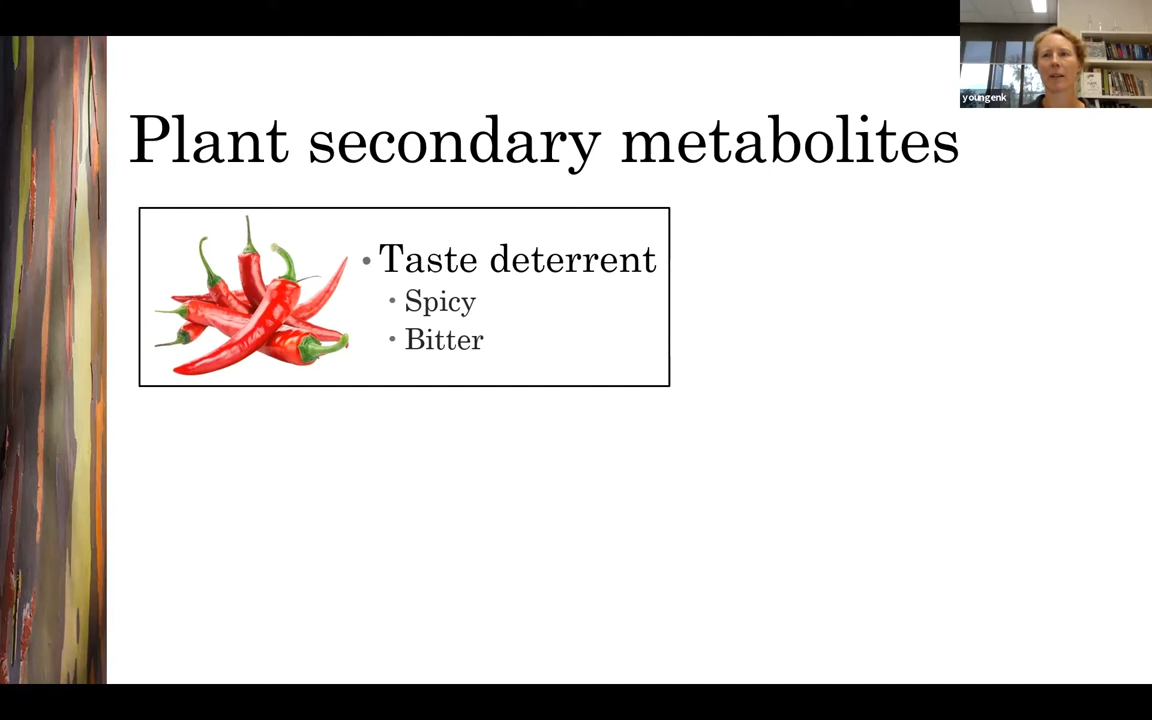 youngenk
Plant secondary metabolites
• Taste deterrent
• Spicy
• Bitter